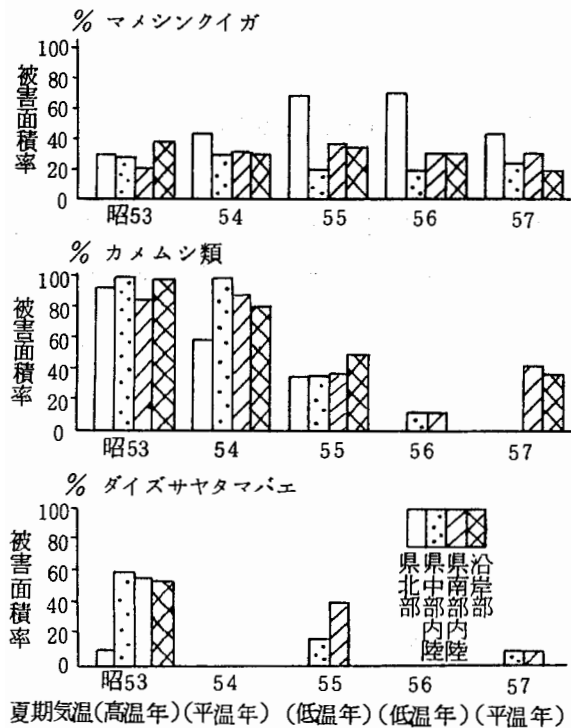 % マメシンクイガ
被害面積率
100
80
60
40
20
0
昭53 54 55 56 57
% カメムシ類
被害面積率
100
80
60
40
20
0
昭53 54 55 56 57
% ダイズサヤタマバエ
被害面積率
100
80
60
40
20
0
県北部
県中部内陸
県南部内陸
沿岸部
昭53 54 55 56 57
夏期気温(高温年)(平温年) (低温年) (低温年) (平温年)